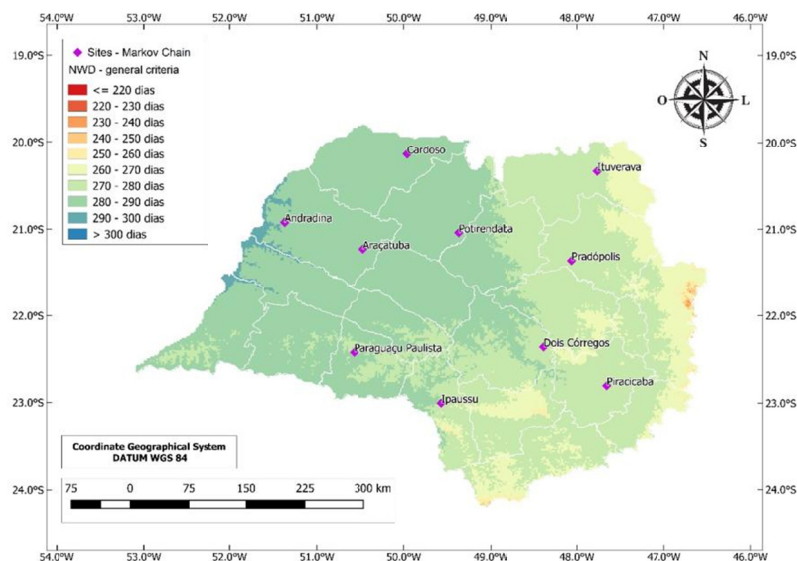 54.0°W 53.0°W 52.0°W 51.0°W 50.0°W 49.0°W 48.0°W 47.0°W 46.0°W
19.0°S 19.0°S
20.0°S 20.0°S
21.0°S 21.0°S
22.0°S 22.0°S
23.0°S 23.0°S
24.0°S 24.0°S
Sites - Markov Chain
NWD - general criteria
<= 220 dias
220 - 230 dias
230 - 240 dias
240 - 250 dias
250 - 260 dias
260 - 270 dias
270 - 280 dias
280 - 290 dias
290 - 300 dias
> 300 dias
N
O L
S
Cardoso
Ituverava
Andradina
Potirendata
Araçatuba
Pradópolis
Paraguaçu Paulista
Dois Córregos
Piracicaba
Ipaussu
Coordinate Geographical System
DATUM WGS 84
75 0 75 150 225 300 km
54.0°W 53.0°W 52.0°W 51.0°W 50.0°W 49.0°W 48.0°W 47.0°W 46.0°W